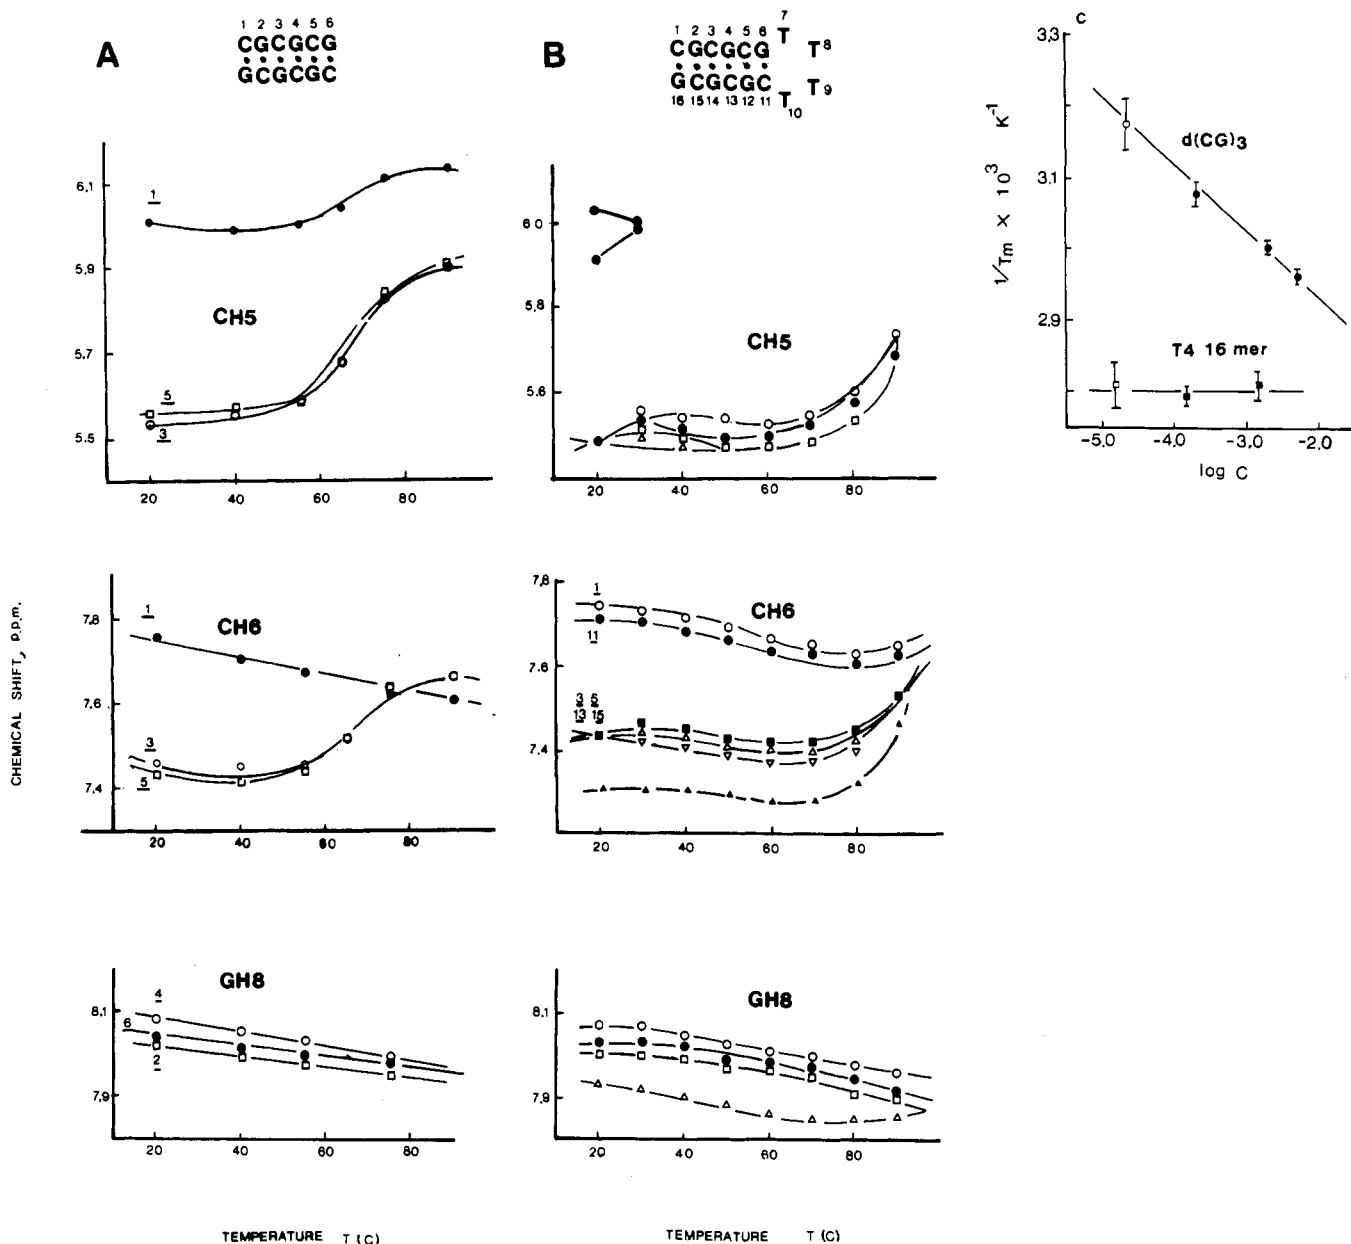 A
1 2 3 4 5 6
CGCGCG
GCGCGC
6,1
5,9
5,7
5,5
1
5
3
CH5
20 40 60 80
B
1 2 3 4 5 6
CGCGCG
GCGCGC
16 15 14 13 12 11
7
T
T8
T9
T10
6.0
5.8
5.6
CH5
20 40 60 80
C
3,3
3,1
2,9
1/Tm × 10³ K⁻¹
d(CG)3
T4 16 mer
-5.0 -4.0 -3.0 -2.0
log C
CHEMICAL SHIFT, p.p.m.
7,8
7,6
7,4
1
3
5
CH6
20 40 60 80
7,8
7.6
7.4
1
11
3 5
13 15
CH6
20 40 60 80
GH8
8,1
7,9
4
6
2
20 40 60 80
GH8
8,1
7,9
20 40 60 80
TEMPERATURE T (C)
TEMPERATURE T (C)